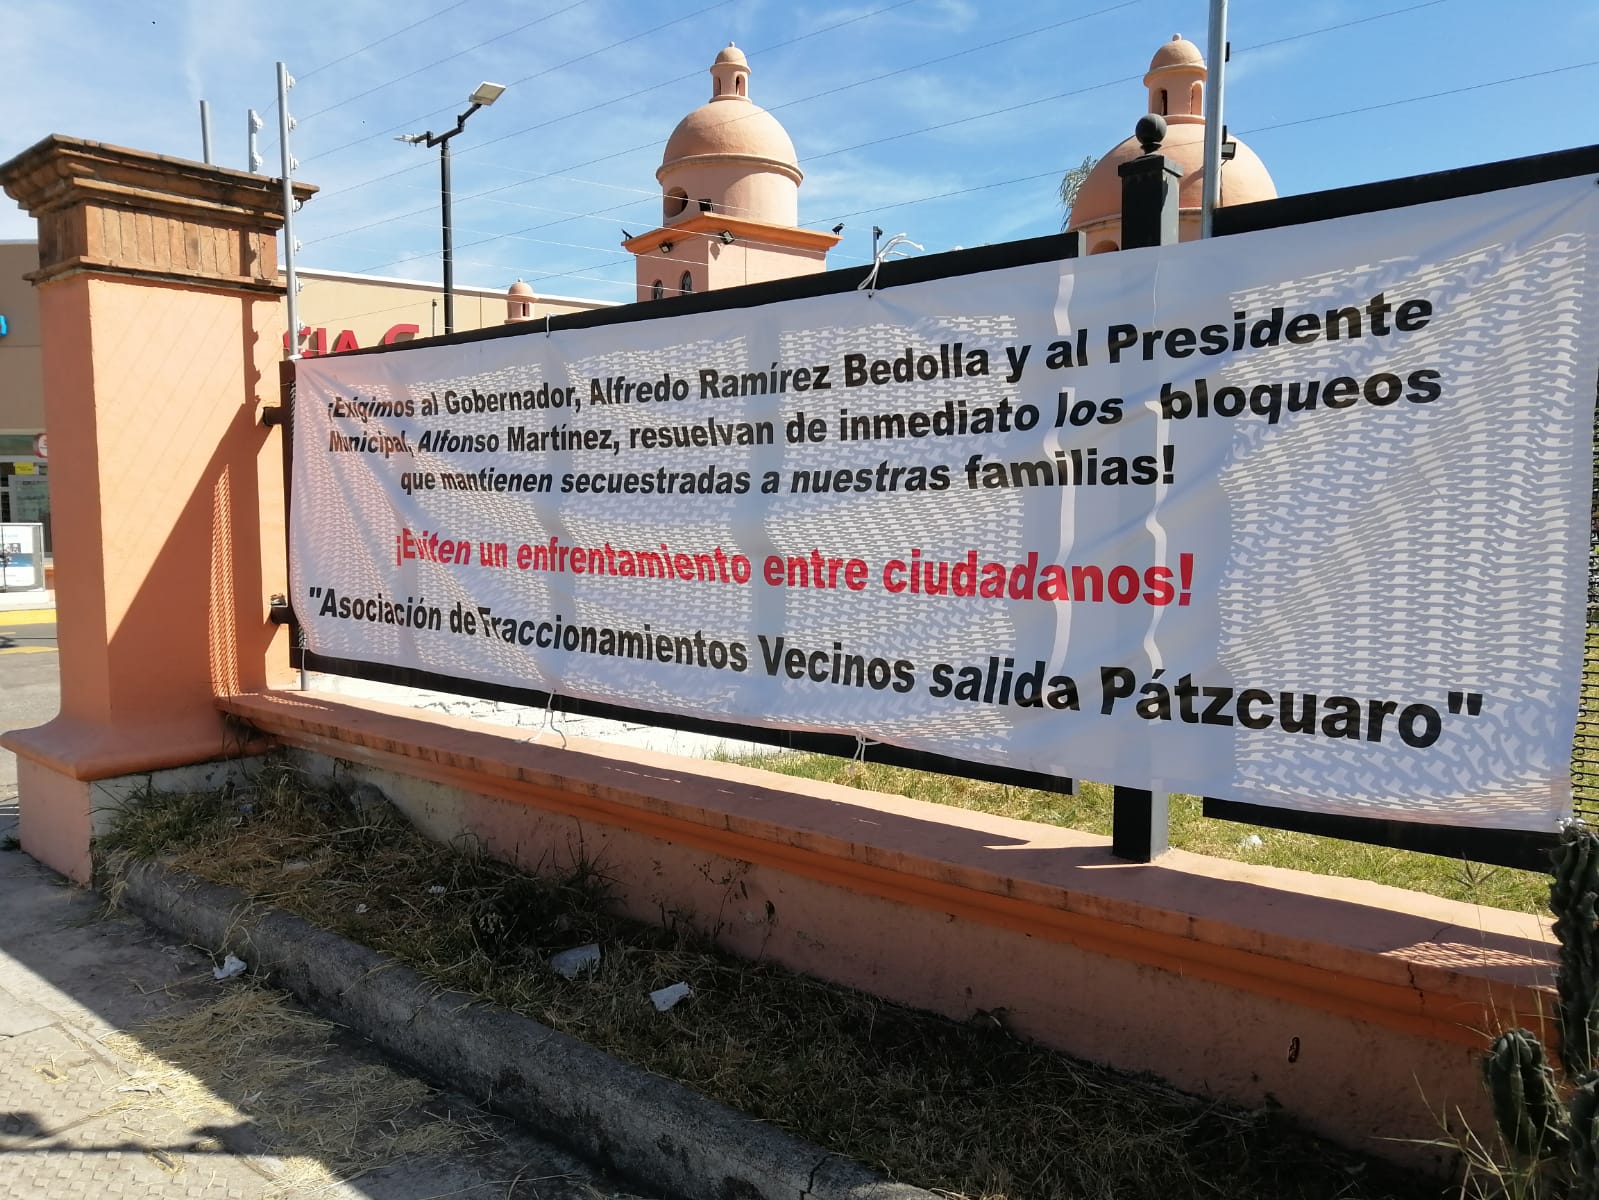 ¡Exigimos al Gobernador, Alfredo Ramírez Bedolla y al Presidente
Municipal, Alfonso Martínez, resuelvan de inmediato los bloqueos
que mantienen secuestradas a nuestras familias!
¡Eviten un enfrentamiento entre ciudadanos!
"Asociación de Fraccionamientos Vecinos salida Pátzcuaro"